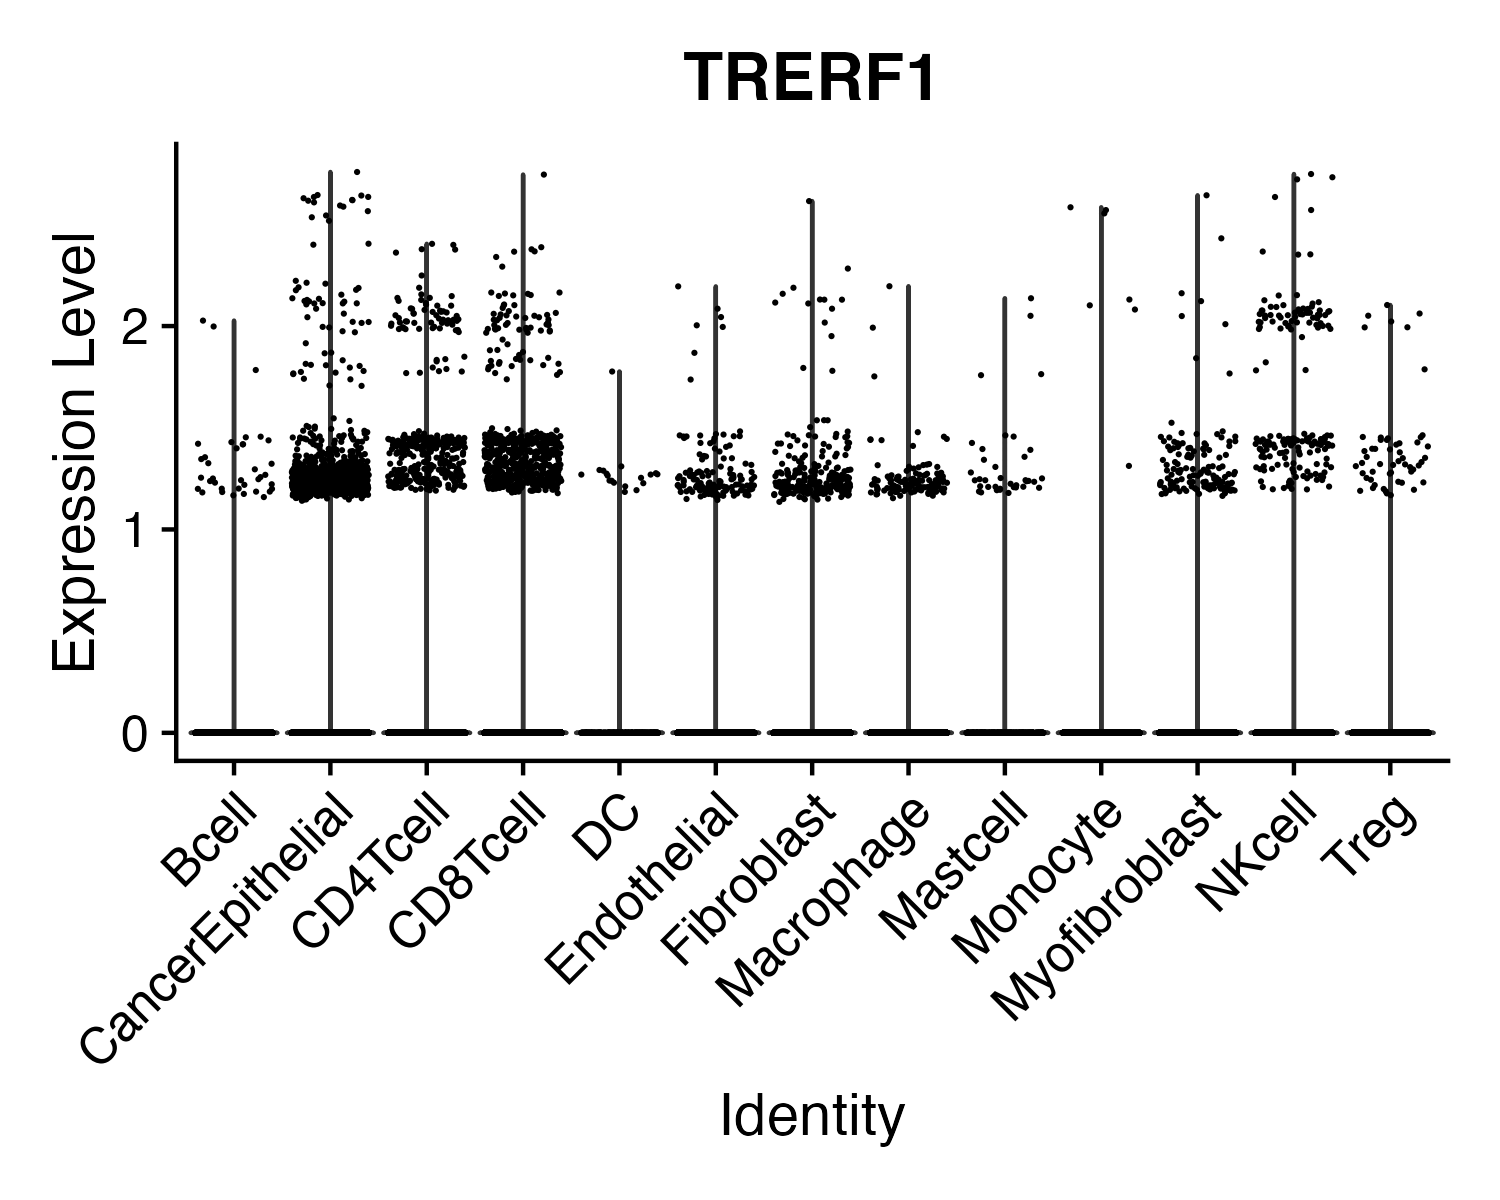 TRERF1
Expression Level
2
1
0
Bcell
CancerEpithelial
CD4Tcell
CD8Tcell
DC
Endothelial
Fibroblast
Macrophage
Mastcell
Monocyte
Myofibroblast
NKcell
Treg
Identity